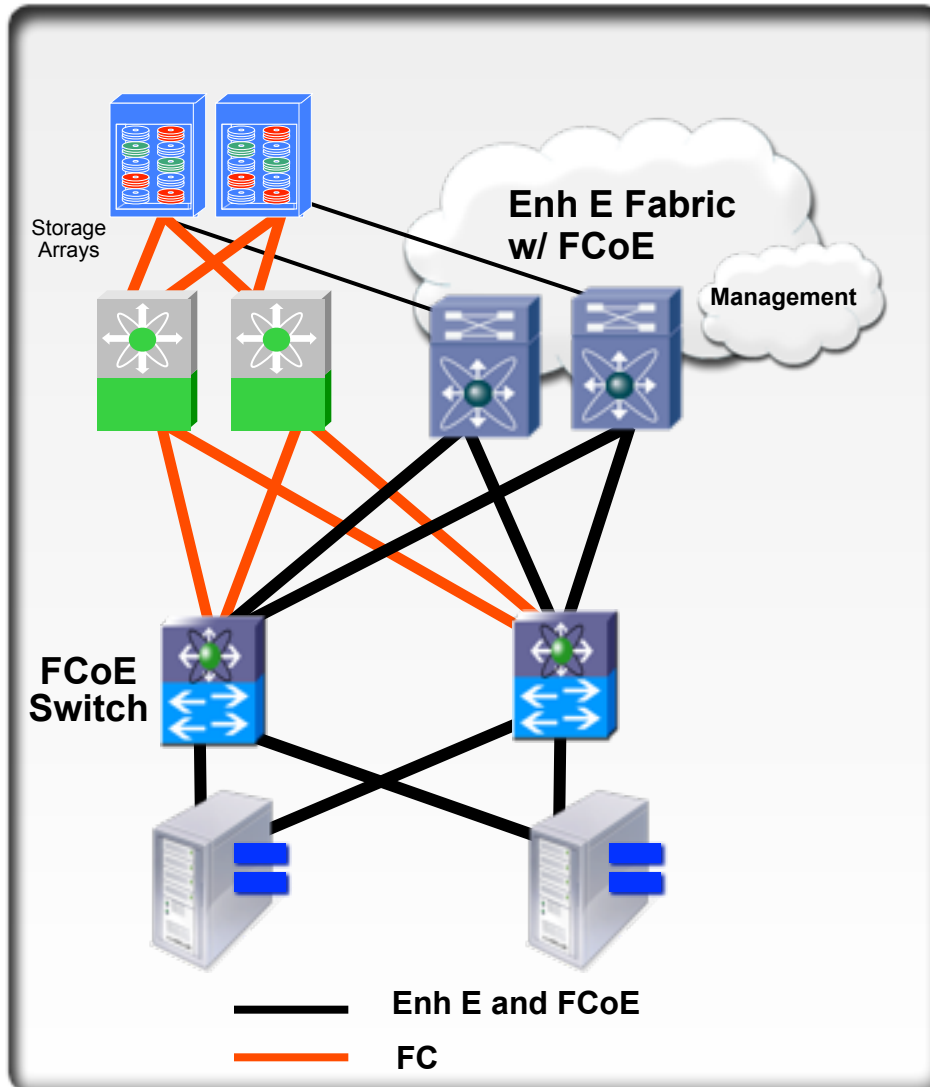 Storage
Arrays
Enh E Fabric
w/ FCoE
Management
FCoE
Switch
Enh E and FCoE
FC